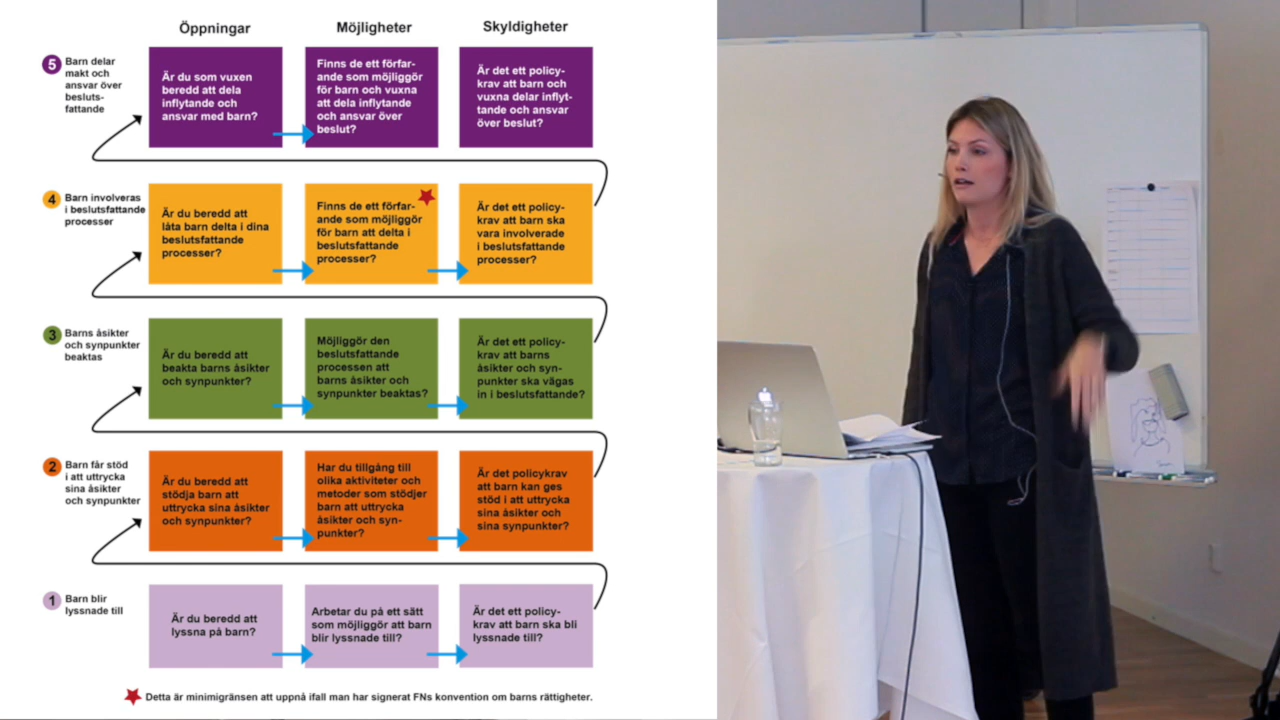 Öppningar
Möjligheter
Skyldigheter
5
Barn delar
makt och
ansvar över
besluts-
fattande
Är du som vuxen
beredd att dela
inflytande och
ansvar med barn?
Finns de ett förfar-
ande som möjliggör
för barn och vuxna
att dela inflytande
och ansvar över
beslut?
Är det ett policy-
krav att barn och
vuxna delar inflyt-
tande och ansvar
över beslut?
4
Barn involveras
i beslutsfattande
processer
Är du beredd att
låta barn delta i dina
beslutsfattande
processer?
Finns de ett förfar-
ande som möjliggör
för barn att delta i
beslutsfattande
processer?
Är det ett policy-
krav att barn ska
vara involverade
i beslutsfattande
processer?
3
Barns åsikter
och synpunkter
beaktas
Är du beredd att
beakta barns åsikter
och synpunkter?
Möjliggör den
beslutsfattande
processen att
barns åsikter och
synpunkter beaktas?
Är det ett policy-
krav att barns
åsikter och syn-
punkter ska vägas
in i beslutsfattande?
2
Barn får stöd
i att uttrycka
sina åsikter
och synpunkter
Är du beredd att
stödja barn att
uttrycka sina åsikter
och synpunkter?
Har du tillgång till
olika aktiviteter och
metoder som stödjer
barn att uttrycka
åsikter och syn-
punkter?
Är det policykrav
att barn kan ges
stöd i att uttrycka
sina åsikter och
sina synpunkter?
1
Barn blir
lyssnade till
Är du beredd att
lyssna på barn?
Arbetar du på ett sätt
som möjliggör att barn
blir lyssnade till?
Är det ett policy-
krav att barn ska bli
lyssnade till?
Detta är minimigränsen att uppnå ifall man har signerat FNs konvention om barns rättigheter.